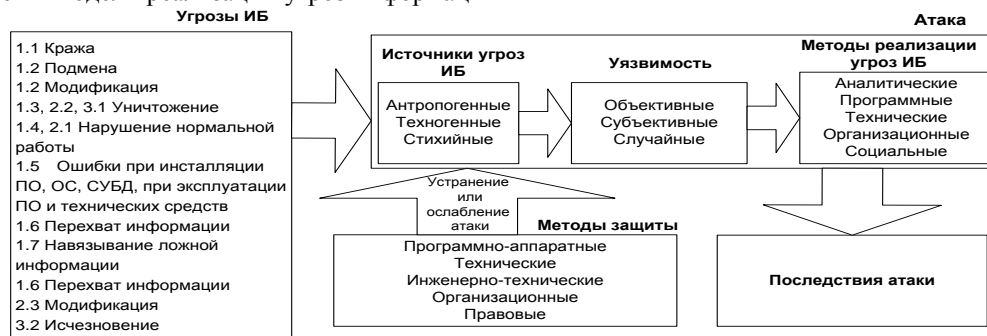 Угрозы ИБ
1.1 Кража
1.2 Подмена
1.2 Модификация
1.3, 2.2, 3.1 Уничтожение
1.4, 2.1 Нарушение нормальной
работы
1.5 Ошибки при инсталляции
ПО, ОС, СУБД, при эксплуатации
ПО и технических средств
1.6 Перехват информации
1.7 Навязывание ложной
информации
1.6 Перехват информации
2.3 Модификация
3.2 Исчезновение
Атака
Источники угроз
ИБ
Антропогенные
Техногенные
Стихийные
Уязвимость
Объективные
Субъективные
Случайные
Методы реализации
угроз ИБ
Аналитические
Программные
Технические
Организационные
Социальные
Устранение
или
ослабление
атаки
Методы защиты
Программно-аппаратные
Технические
Инженерно-технические
Организационные
Правовые
Последствия атаки